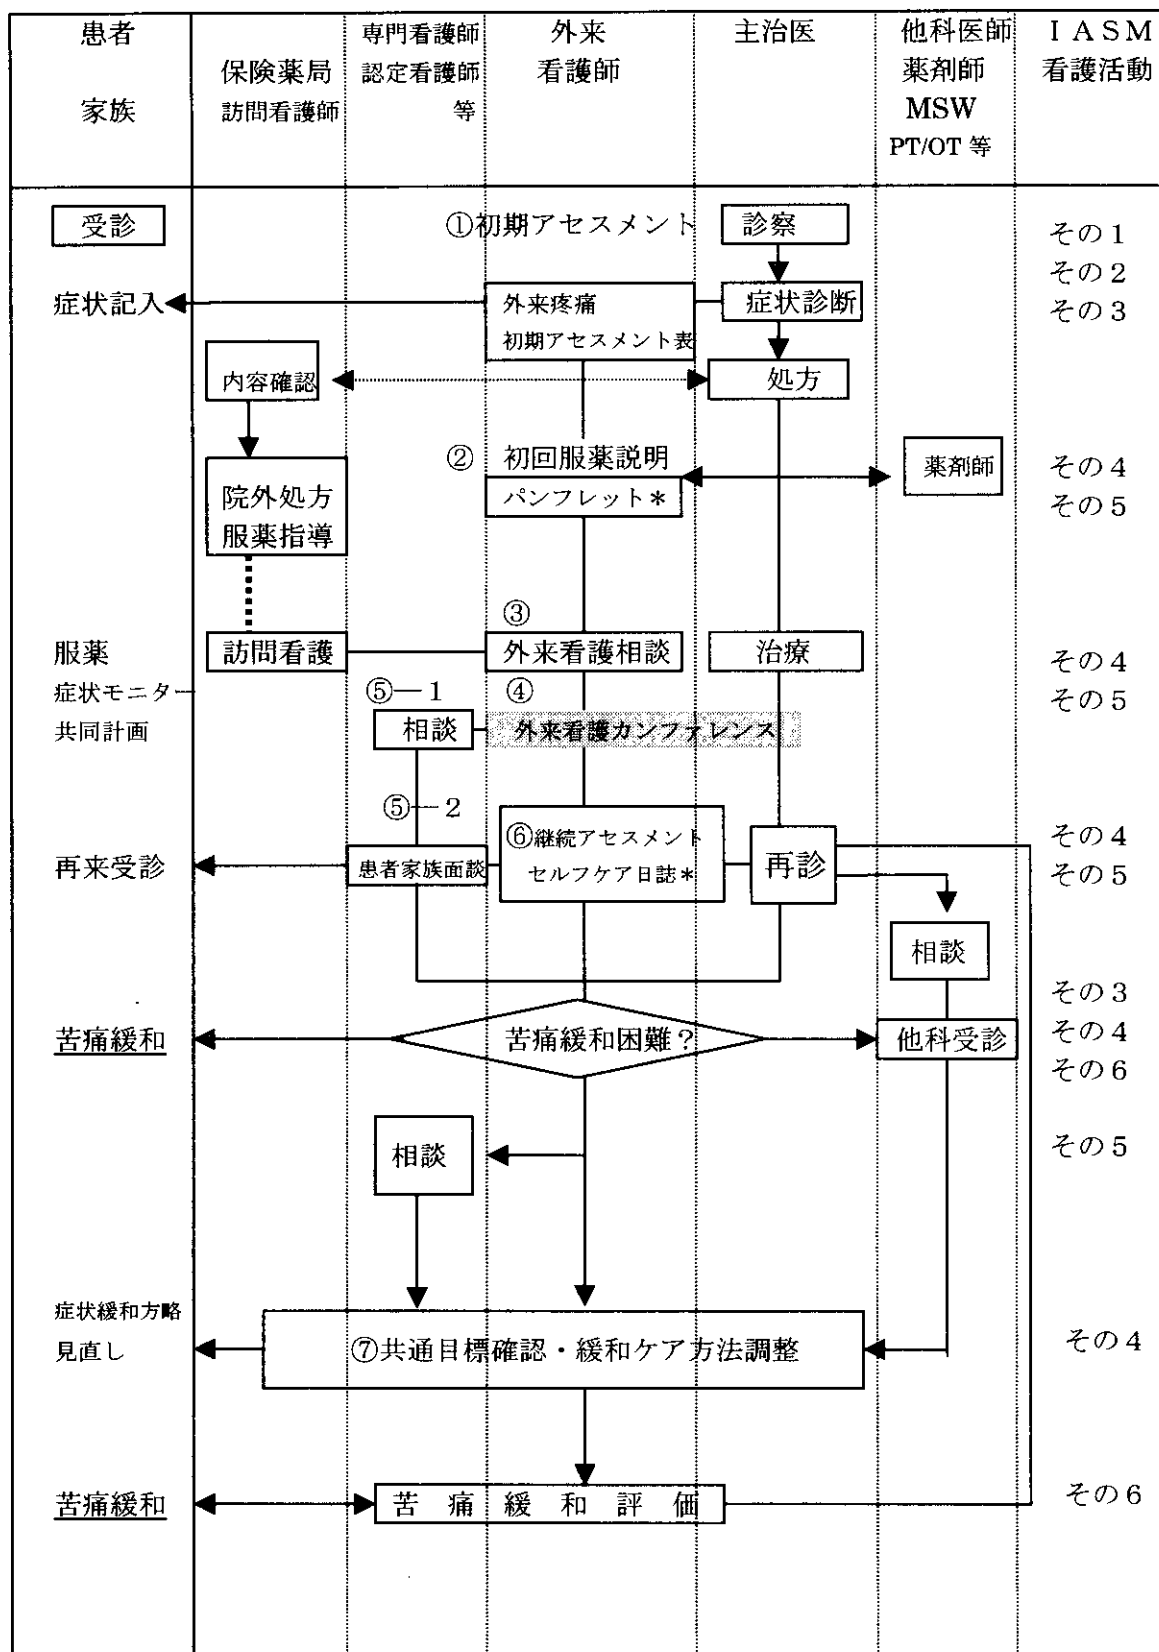 患者
家族
保険薬局
訪問看護師
専門看護師
認定看護師
等
外来
看護師
主治医
他科医師
薬剤師
MSW
PT/OT 等
ＩＡＳＭ
看護活動
受診
①初期アセスメント
診察
その１
その２
症状記入
外来疼痛
初期アセスメント表
症状診断
その３
内容確認
処方
②
初回服薬説明
パンフレット＊
薬剤師
その４
その５
院外処方
服薬指導
③
服薬
訪問看護
外来看護相談
治療
その４
症状モニター
⑤－１
④
その５
共同計画
相談
外来看護カンファレンス
⑤－２
⑥継続アセスメント
セルフケア日誌＊
その４
再来受診
患者家族面談
再診
その５
相談
その３
苦痛緩和
苦痛緩和困難？
他科受診
その４
その６
相談
その５
症状緩和方略
見直し
⑦共通目標確認・緩和ケア方法調整
その４
苦痛緩和
苦痛緩和評価
その６